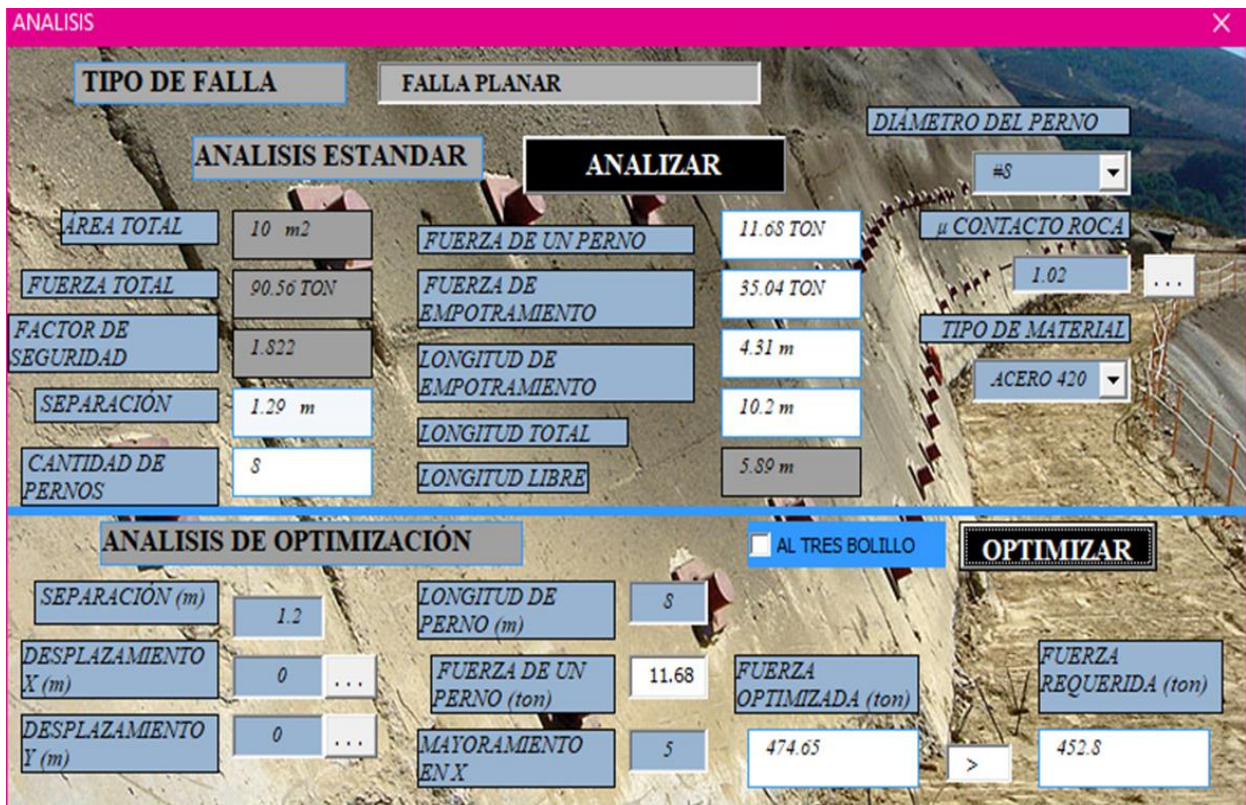 ANALISIS
TIPO DE FALLA
FALLA PLANAR
DIÁMETRO DEL PERNO
#8
ANALISIS ESTANDAR
ANALIZAR
ÁREA TOTAL
10 m2
FUERZA DE UN PERNO
11.68 TON
µ CONTACTO ROCA
1.02
...
FUERZA TOTAL
90.56 TON
FUERZA DE
EMPOTRAMIENTO
35.04 TON
FACTOR DE
SEGURIDAD
1.822
LONGITUD DE
EMPOTRAMIENTO
4.31 m
TIPO DE MATERIAL
ACERO 420
SEPARACIÓN
1.29 m
LONGITUD TOTAL
10.2 m
CANTIDAD DE
PERNOS
8
LONGITUD LIBRE
5.89 m
ANALISIS DE OPTIMIZACIÓN
AL TRES BOLILLO
OPTIMIZAR
SEPARACIÓN (m)
1.2
LONGITUD DE
PERNO (m)
8
DESPLAZAMIENTO
X (m)
0
...
FUERZA DE UN
PERNO (ton)
11.68
FUERZA
OPTIMIZADA (ton)
FUERZA
REQUERIDA (ton)
DESPLAZAMIENTO
Y (m)
0
...
MAYORAMIENTO
EN X
5
474.65
>
452.8